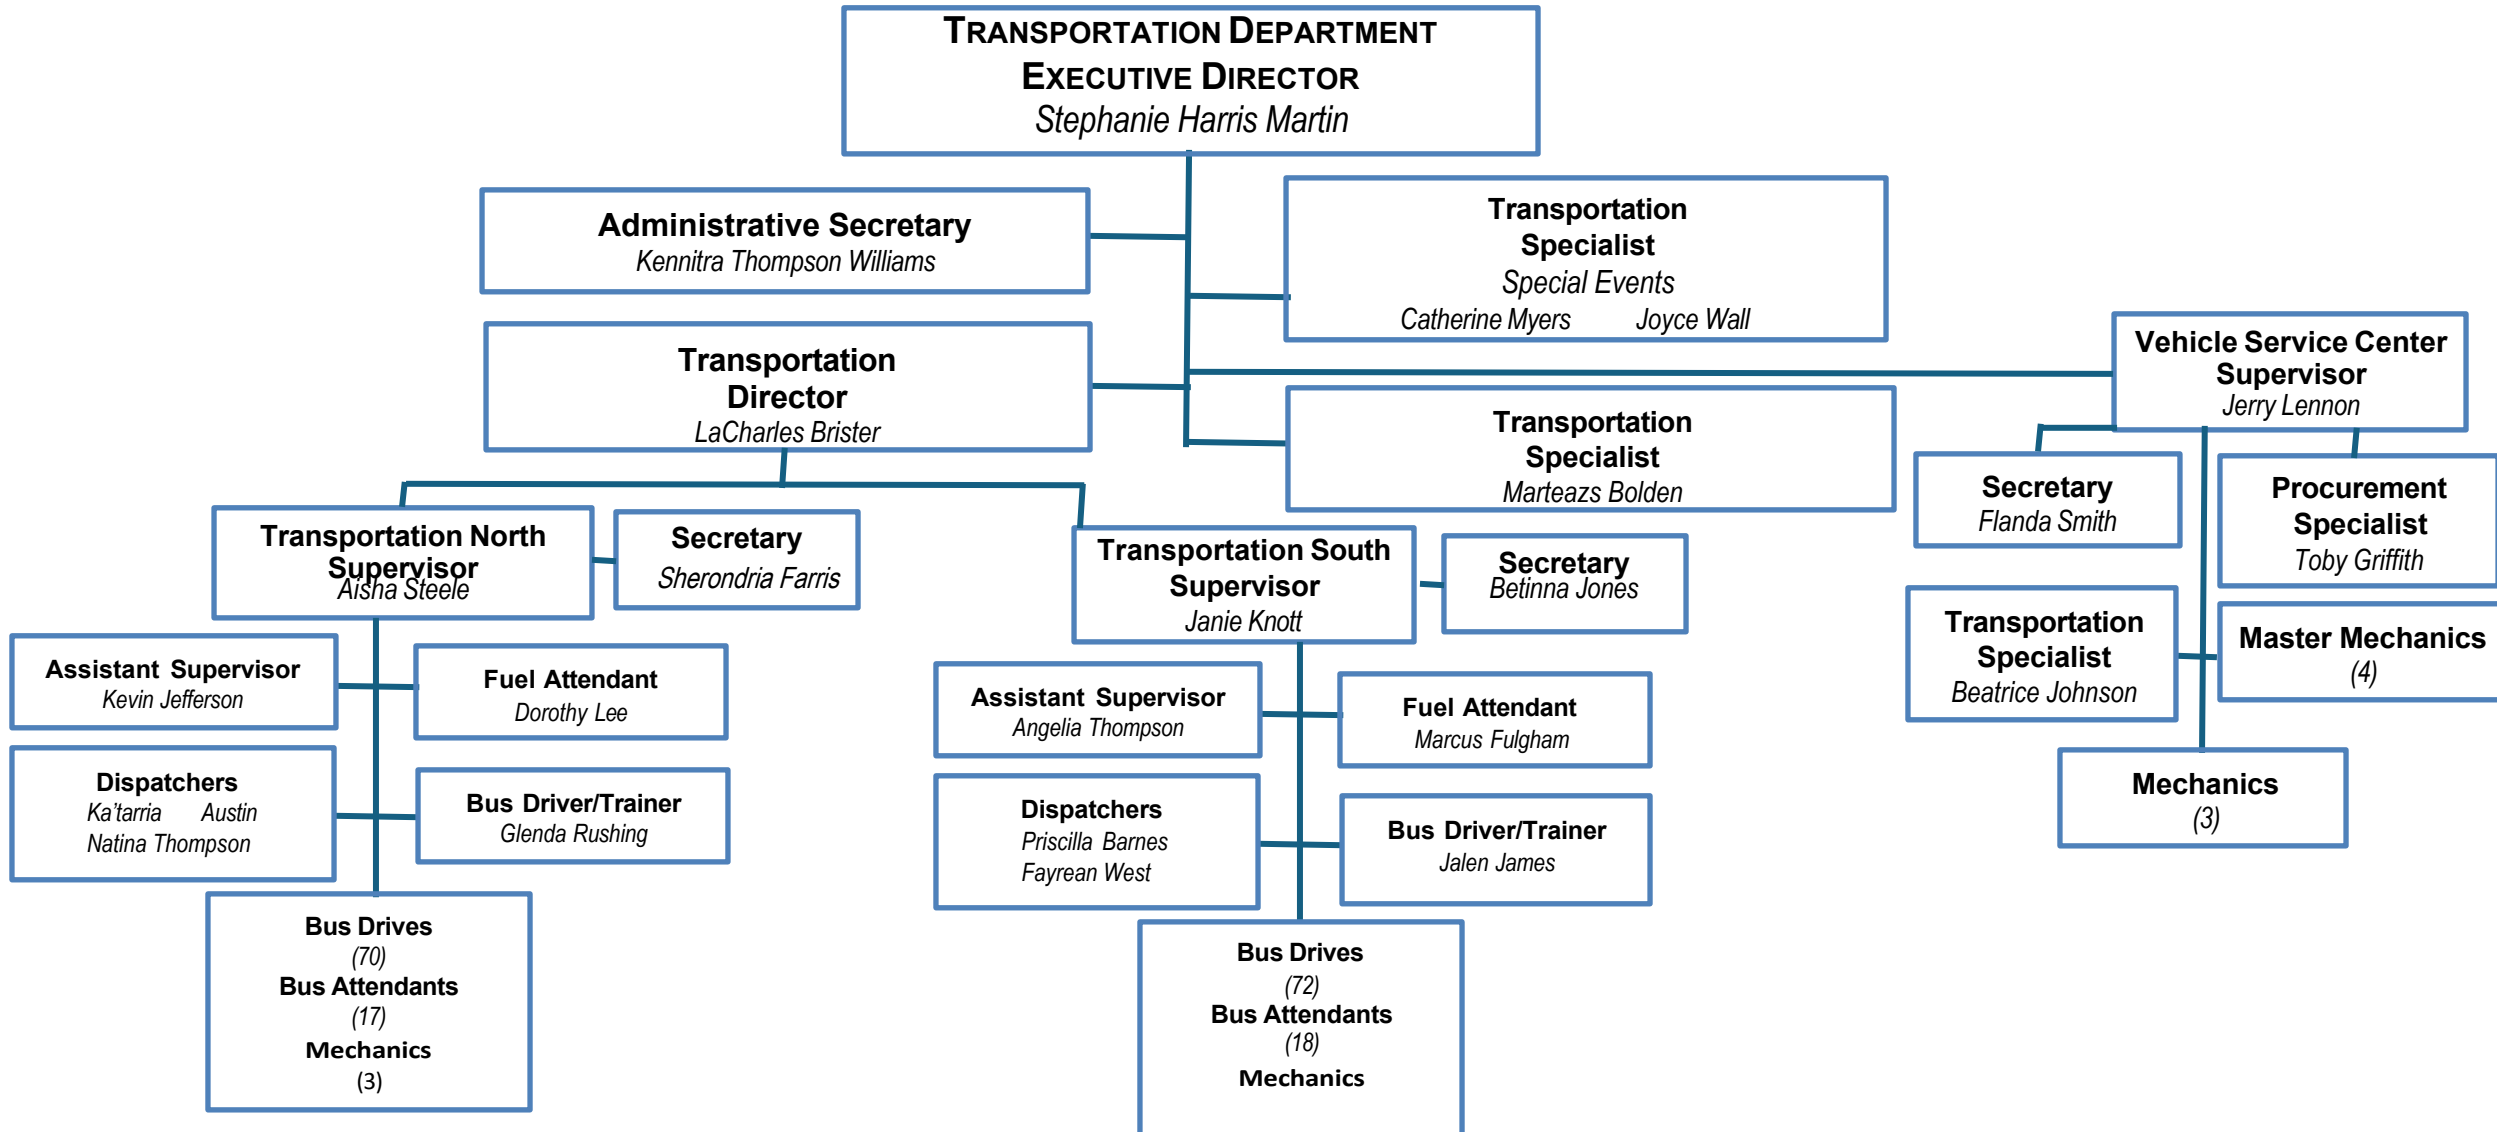 TRANSPORTATION DEPARTMENT
EXECUTIVE DIRECTOR
Stephanie Harris Martin
Administrative Secretary
Kennitra Thompson Williams
Transportation
Specialist
Special Events
Catherine Myers Joyce Wall
Transportation
Director
LaCharles Brister
Vehicle Service Center
Supervisor
Jerry Lennon
Transportation
Specialist
Marteazs Bolden
Secretary
Flanda Smith
Procurement
Specialist
Toby Griffith
Transportation North
Supervisor
Aisha Steele
Secretary
Sherondria Farris
Transportation South
Supervisor
Janie Knott
Secretary
Betinna Jones
Transportation
Specialist
Beatrice Johnson
Master Mechanics
(4)
Mechanics
(3)
Assistant Supervisor
Kevin Jefferson
Fuel Attendant
Dorothy Lee
Dispatchers
Ka'tarria Austin
Natina Thompson
Bus Driver/Trainer
Glenda Rushing
Bus Drives
(70)
Bus Attendants
(17)
Mechanics
(3)
Assistant Supervisor
Angelia Thompson
Fuel Attendant
Marcus Fulgham
Dispatchers
Priscilla Barnes
Fayrean West
Bus Driver/Trainer
Jalen James
Bus Drives
(72)
Bus Attendants
(18)
Mechanics